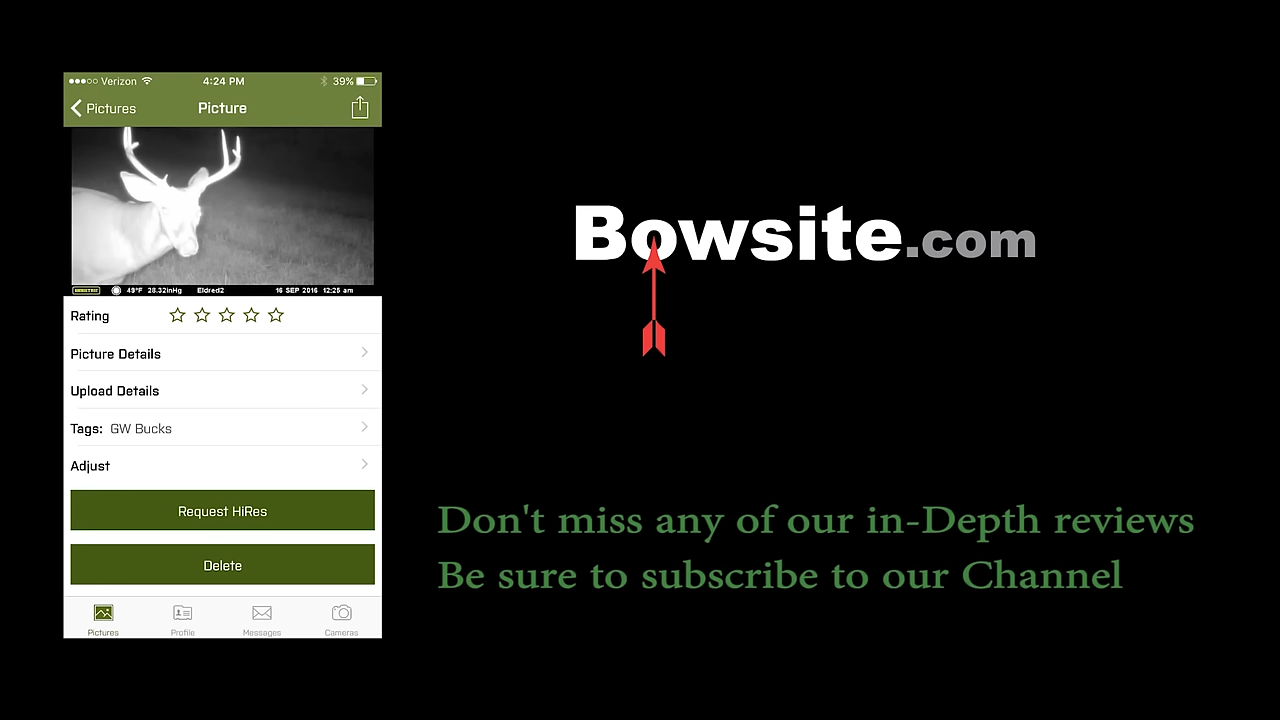 Verizon 4:24 PM 39%
Pictures Picture
49°F 28.32inHg Eldred2 16 SEP 2016 12:25 am
Rating
Picture Details
Upload Details
Tags: GW Bucks
Adjust
Request HiRes
Delete
Pictures Profile Messages Cameras
Bowsite.com
Don't miss any of our in-Depth reviews
Be sure to subscribe to our Channel